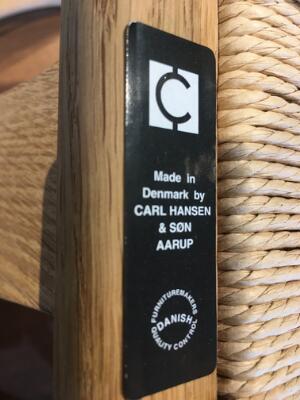 Made in
Denmark by
CARL HANSEN
& SØN
AARUP
FURNITUREMAKERS
DANISH
QUALITY CONTROL